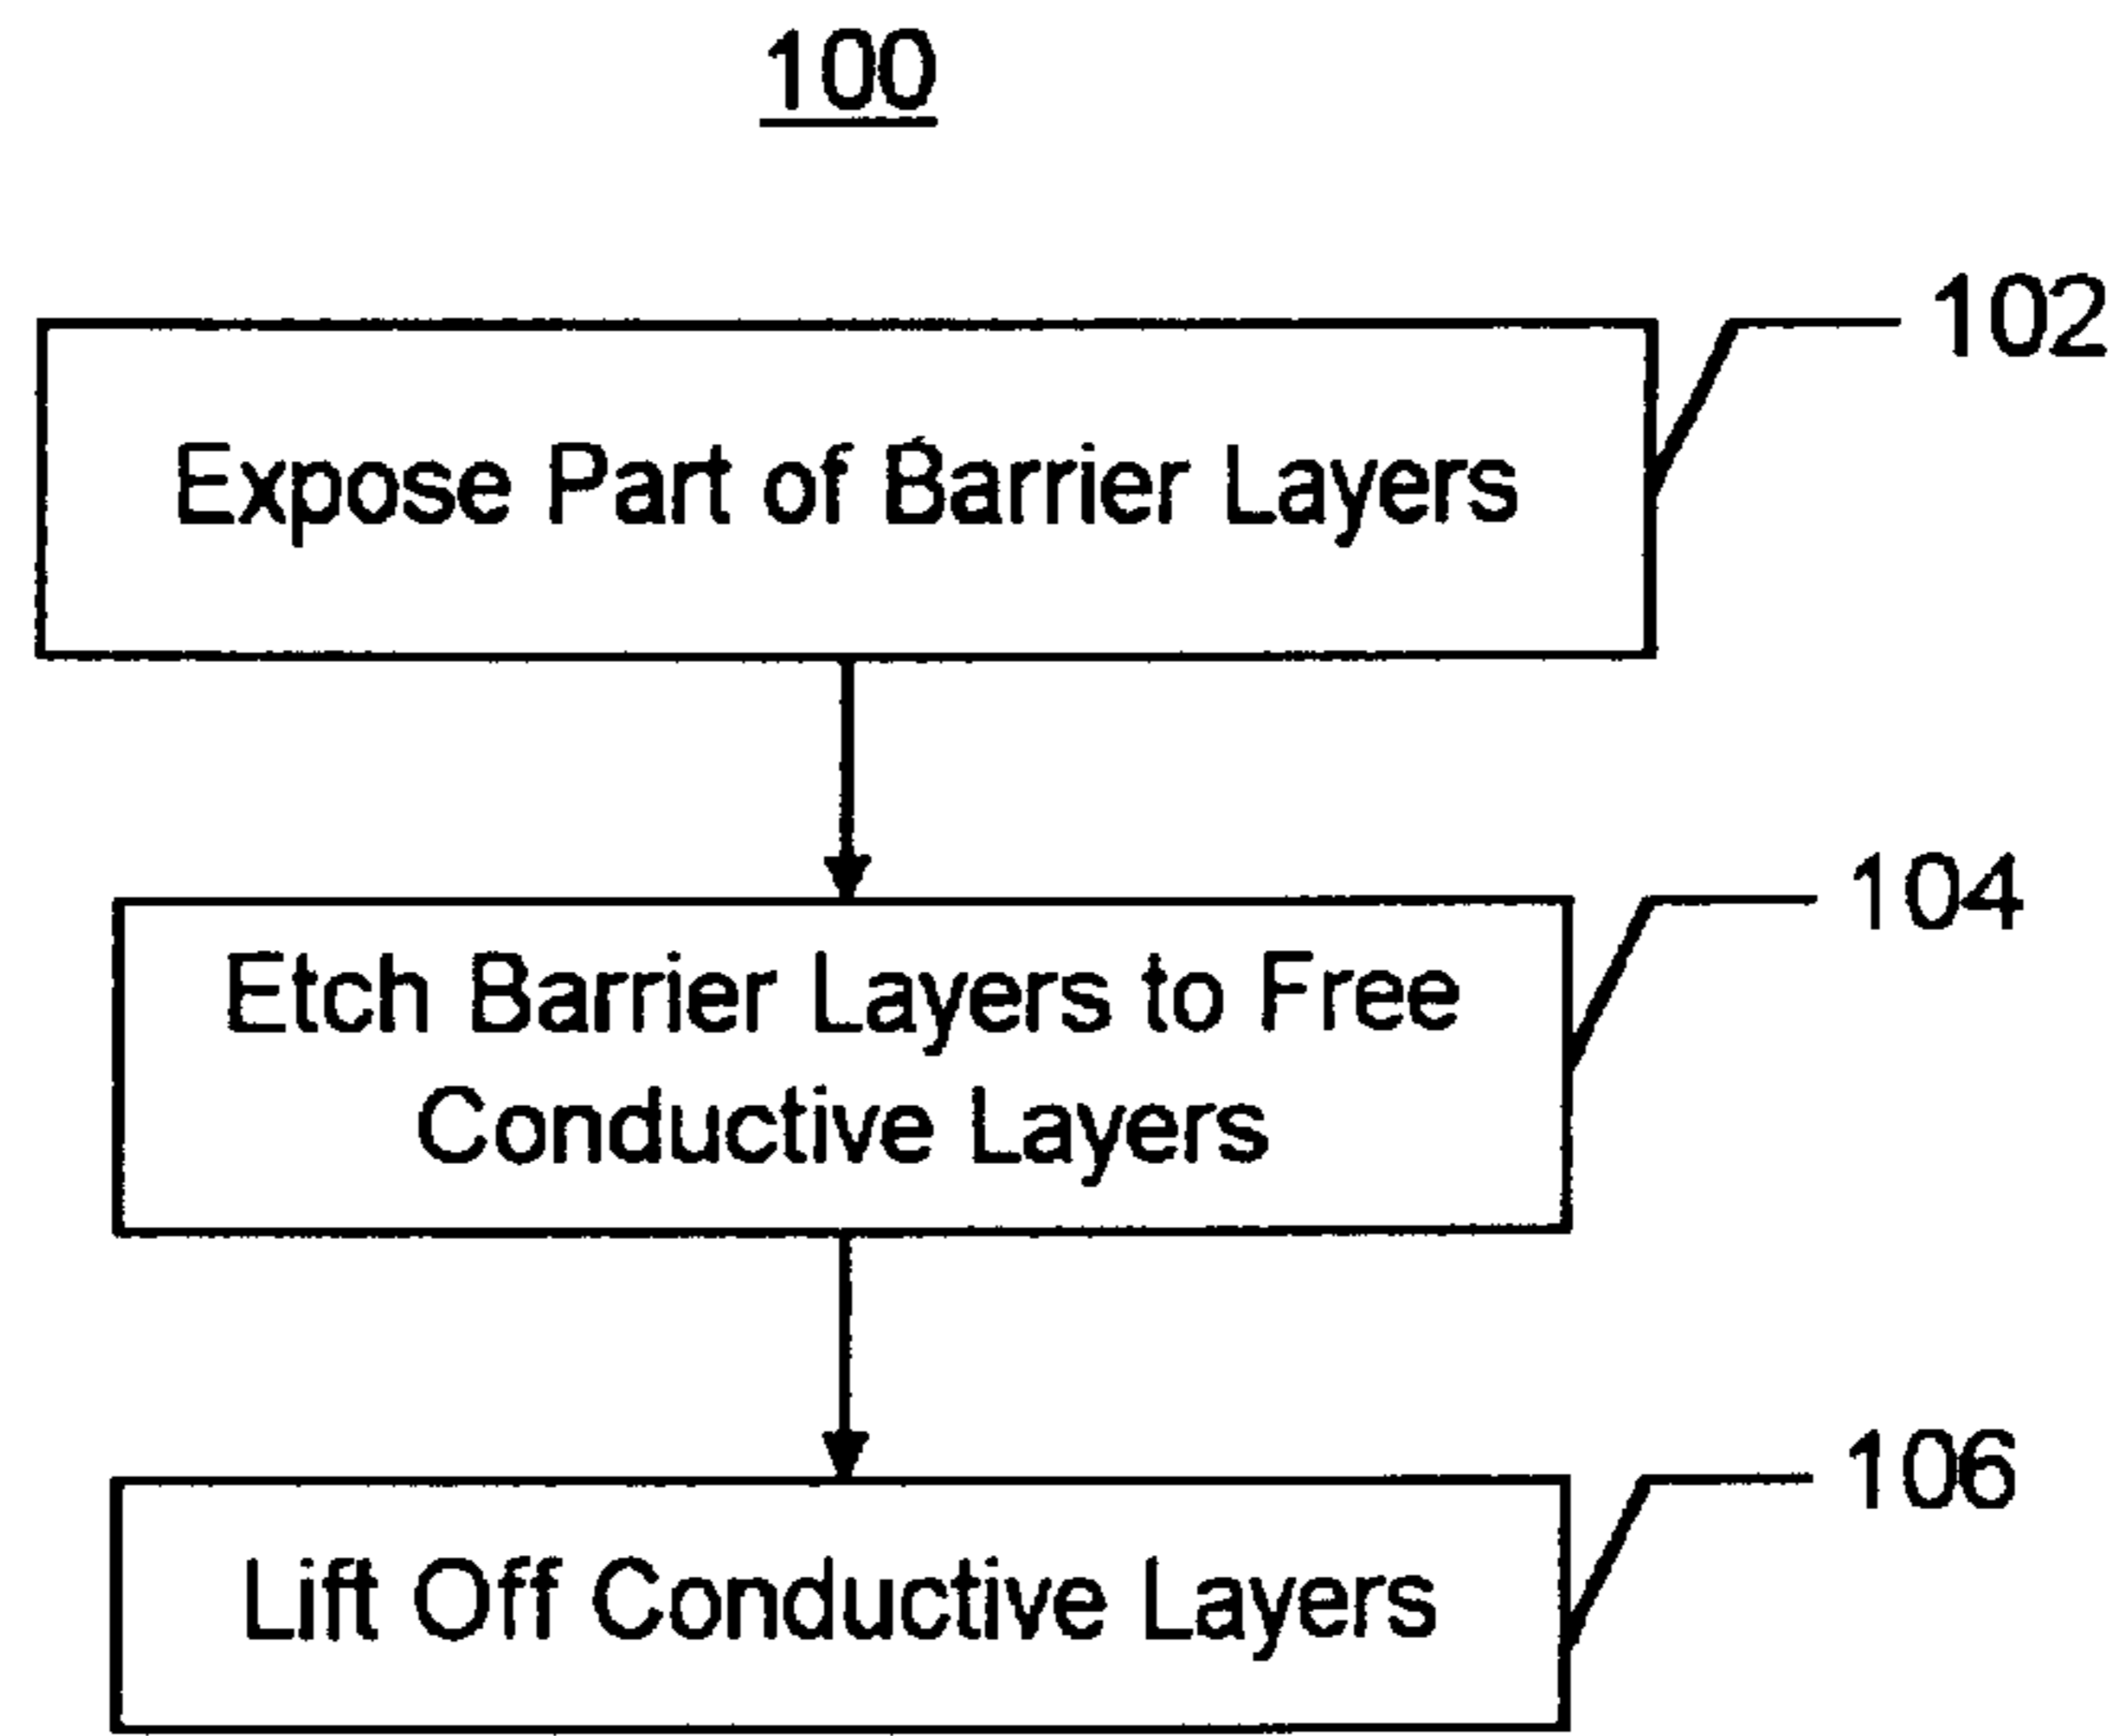 100
102
Expose Part of Barrier Layers
104
Etch Barrier Layers to Free
Conductive Layers
106
Lift Off Conductive Layers